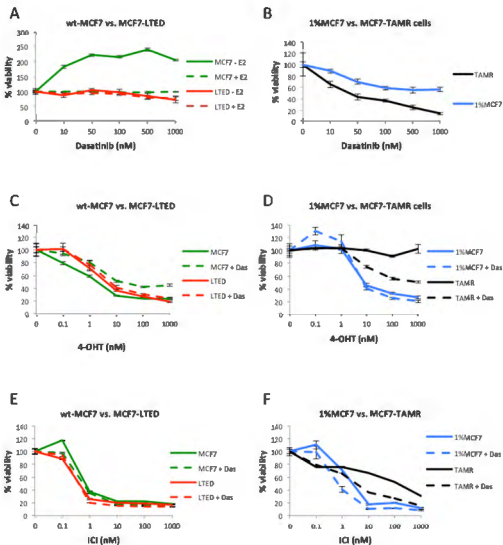 A
wt-MCF7 vs. MCF7-LTED
% viability
300
250
200
150
100
50
0
0 10 50 100 500 1000
Dasatinib (nM)
MCF7 - E2
MCF7 + E2
LTED - E2
LTED + E2
B
1%MCF7 vs. MCF7-TAMR cells
% viability
140
120
100
80
60
40
20
0
0 10 50 100 500 1000
Dasatinib (nM)
TAMR
1%MCF7
C
wt-MCF7 vs. MCF7-LTED
% viability
140
120
100
80
60
40
20
0
0 0.1 1 10 100 1000
4-OHT (nM)
MCF7
MCF7 + Das
LTED
LTED + Das
D
1%MCF7 vs. MCF7-TAMR cells
% viability
140
120
100
80
60
40
20
0
0 0.1 1 10 100 1000
4-OHT (nM)
1%MCF7
1%MCF7 + Das
TAMR
TAMR + Das
E
wt-MCF7 vs. MCF7-LTED
% viability
140
120
100
80
60
40
20
0
0 0.1 1 10 100 1000
ICI (nM)
MCF7
MCF7 + Das
LTED
LTED + Das
F
1%MCF7 vs. MCF7-TAMR
% viability
140
120
100
80
60
40
20
0
0 0.1 1 10 100 1000
ICI (nM)
1%MCF7
1%MCF7 + Das
TAMR
TAMR + Das